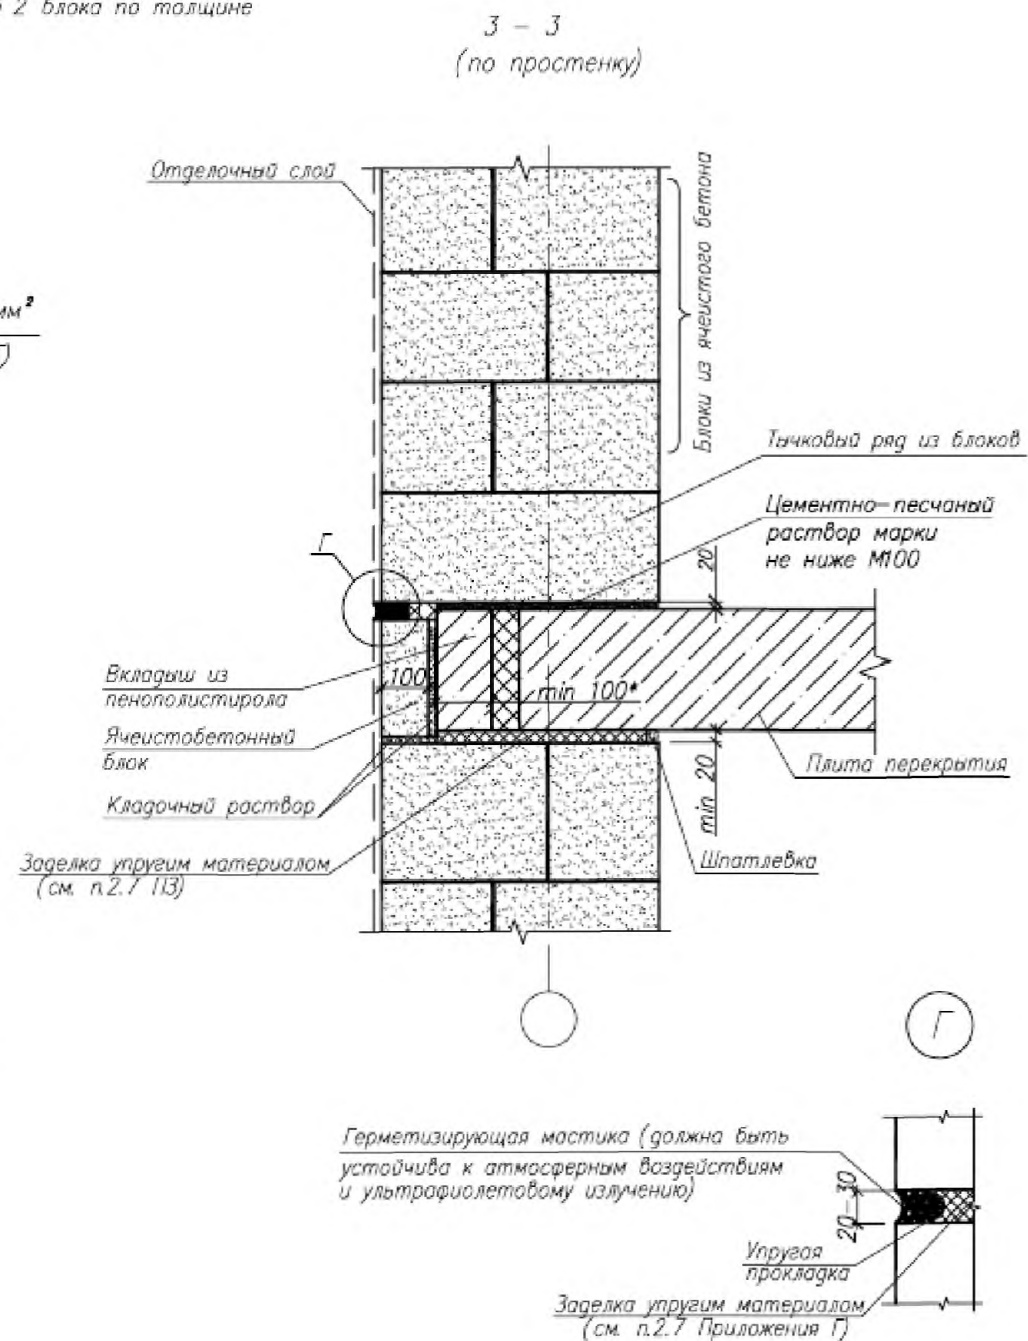 2 блока по толщине
3 - 3
(по простенку)
Отделочный слой
Блоки из ячеистого бетона
мм²
Тычковый ряд из блоков
Цементно-песчаный
раствор марки
не ниже М100
Г
20
Вкладыш из
пенополистирола
100
min 100*
Ячеистобетонный
блок
Плита перекрытия
Кладочный раствор
min 20
Заделка упругим материалом
(см. п.2.7 ПЗ)
Шпатлевка
Г
Герметизирующая мастика (должна быть
устойчива к атмосферным воздействиям
и ультрафиолетовому излучению)
20-30
Упругая
прокладка
Заделка упругим материалом
(см. п.2.7 Приложения Г)